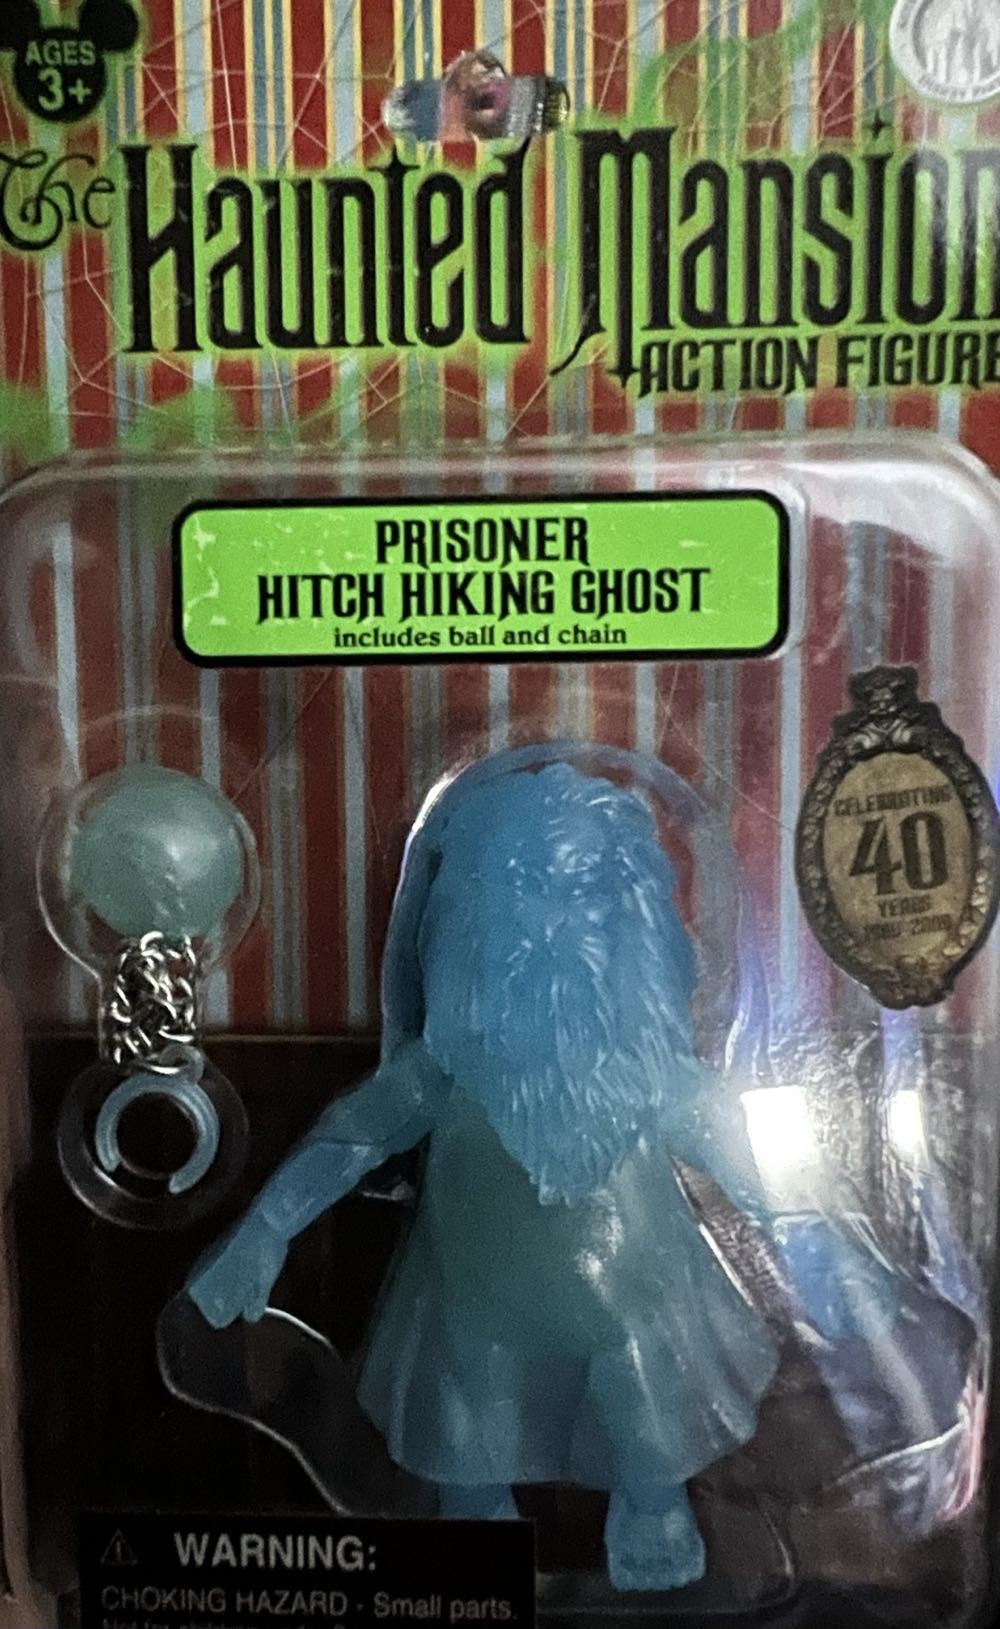 AGES
3+
The Haunted Mansion
ACTION FIGURE
PRISONER
HITCH HIKING GHOST
includes ball and chain
CELEBRATING
40
YEARS
WARNING:
CHOKING HAZARD - Small parts.